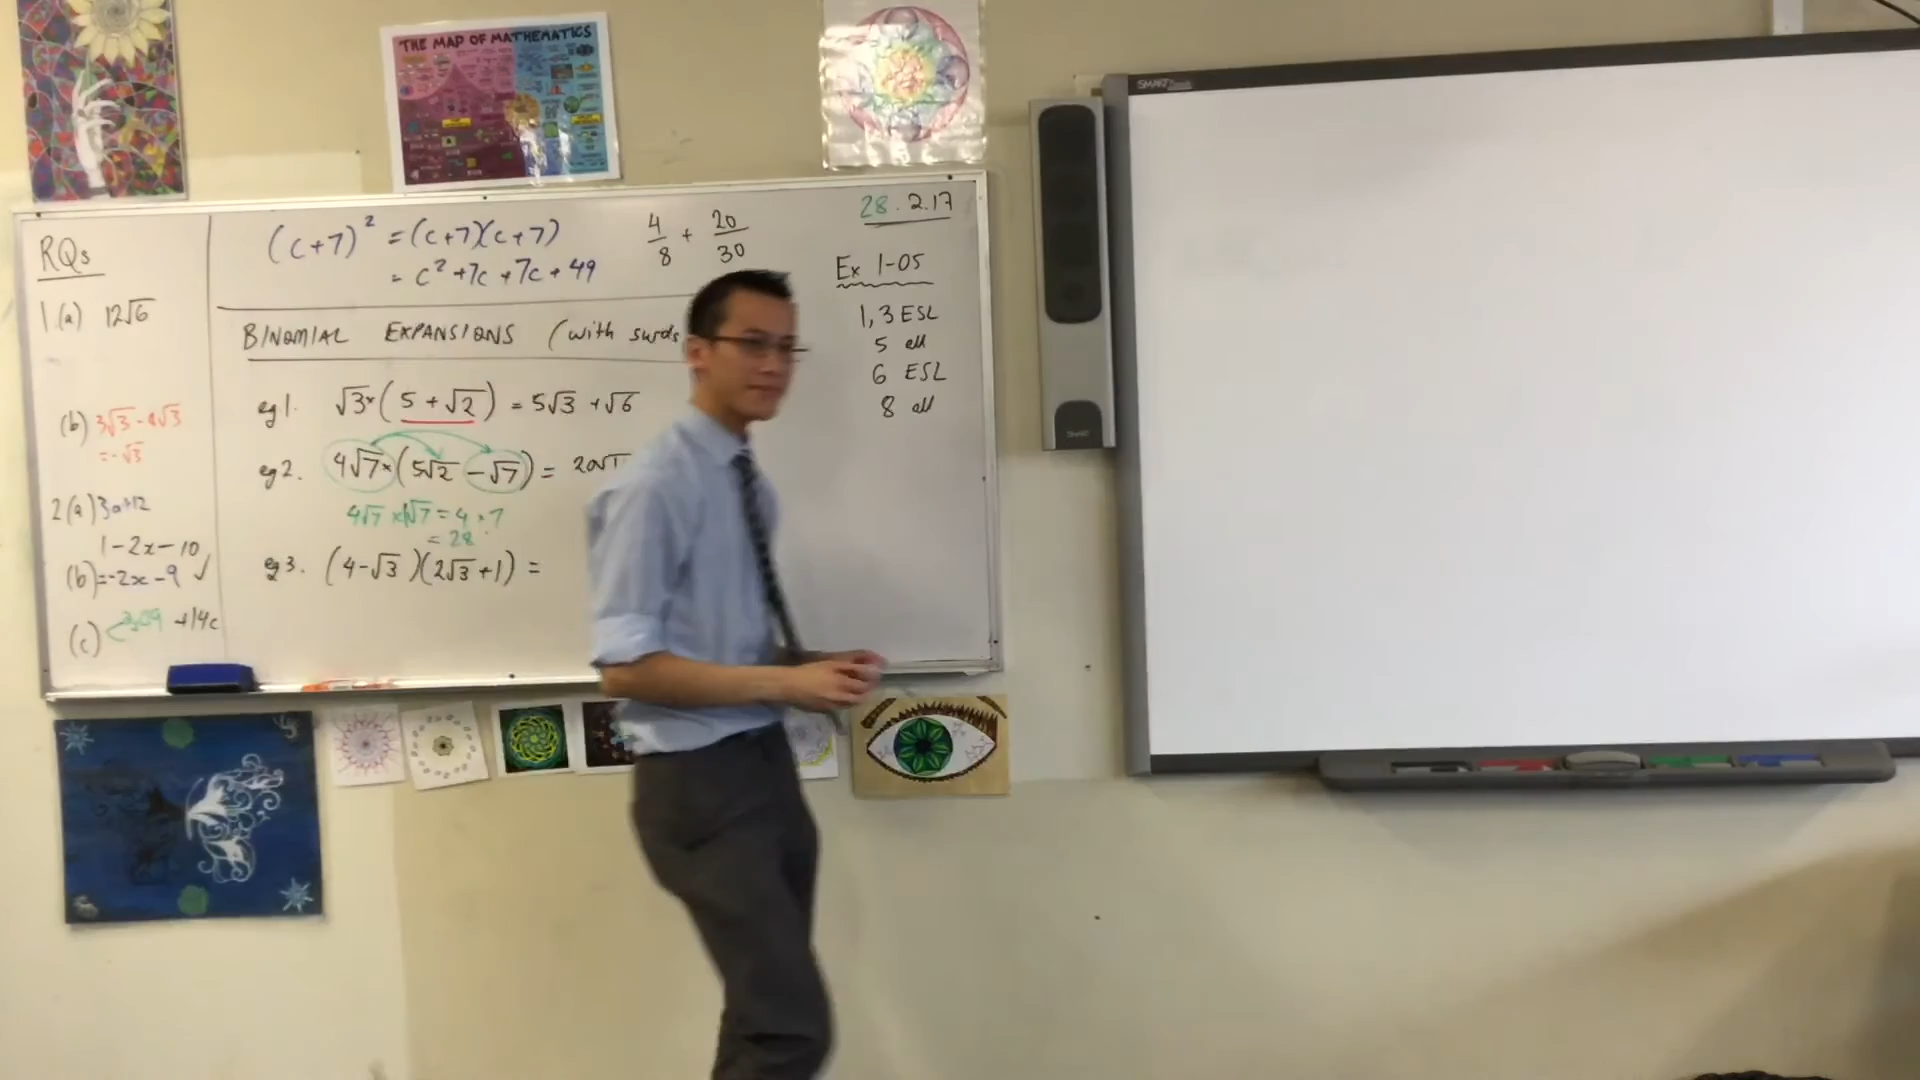 THE MAP OF MATHEMATICS
SMART
28.2.17
RQs
1.(a) 12√6
(b) 3√3-4√3
=-√3
2(a) 3a+12
1-2x-10
(b)=-2x-9 ✓
(c) +14c
(c+7)² = (c+7)(c+7)
= c²+7c+7c+49
4/8 + 20/30
BINOMIAL EXPANSIONS (with surds
eg1. √3×(5+√2) = 5√3 +√6
eg2. 4√7×(5√2 -√7) =
4√7×√7=4×7
= 28
eg3. (4-√3)(2√3+1) =
Ex 1-05
1,3 ESL
5 all
6 ESL
8 all
SMART